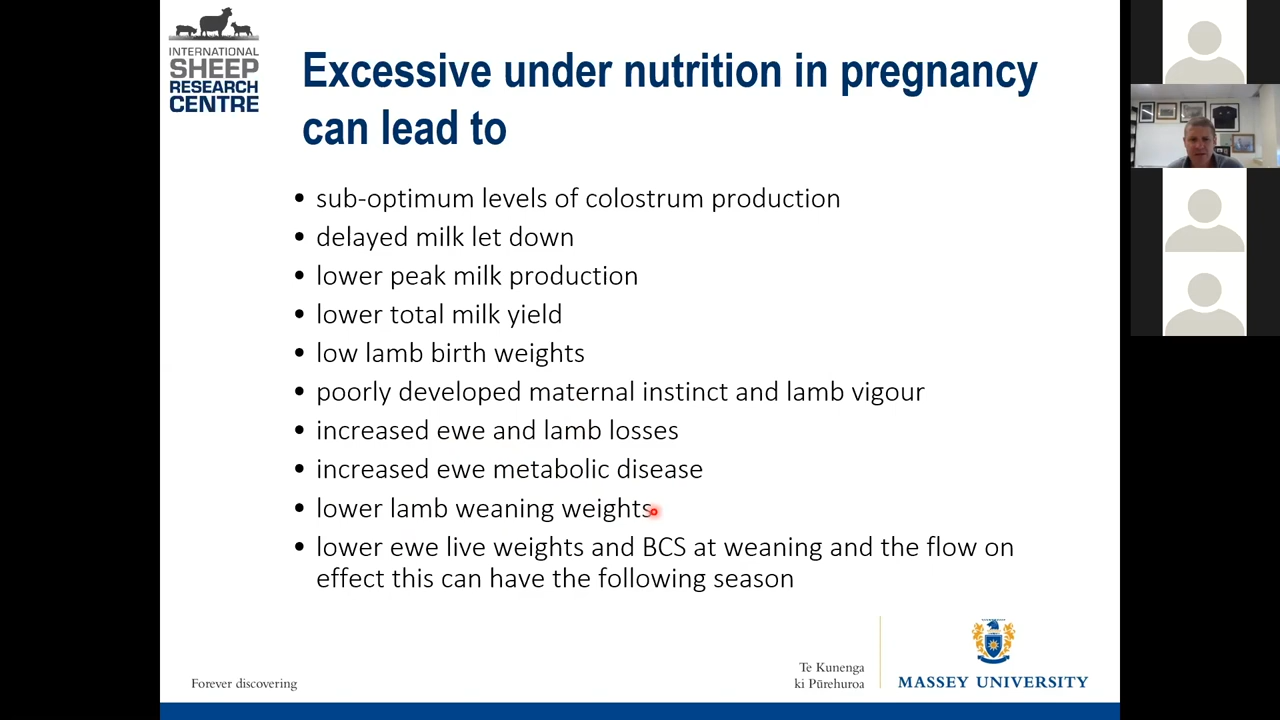 INTERNATIONAL
SHEEP
RESEARCH
CENTRE
Excessive under nutrition in pregnancy
can lead to
• sub-optimum levels of colostrum production
• delayed milk let down
• lower peak milk production
• lower total milk yield
• low lamb birth weights
• poorly developed maternal instinct and lamb vigour
• increased ewe and lamb losses
• increased ewe metabolic disease
• lower lamb weaning weights
• lower ewe live weights and BCS at weaning and the flow on
effect this can have the following season
Forever discovering
Te Kunenga
ki Pūrehuroa
MASSEY UNIVERSITY